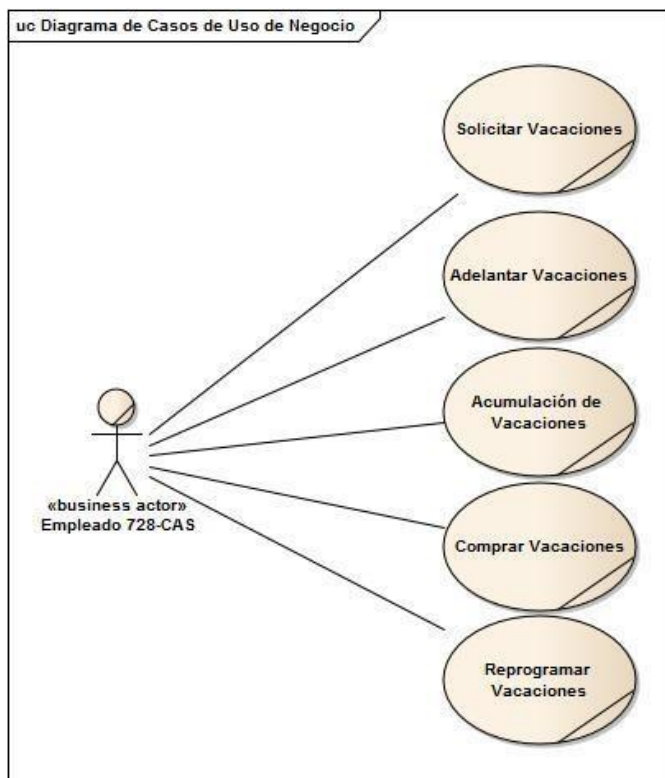 uc Diagrama de Casos de Uso de Negocio
Solicitar Vacaciones
Adelantar Vacaciones
Acumulación de
Vacaciones
«business actor»
Empleado 728-CAS
Comprar Vacaciones
Reprogramar
Vacaciones